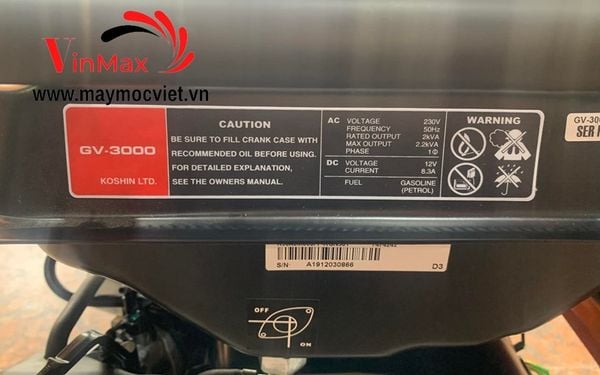 VinMax
www.maymocviet.vn
GV-3000
KOSHIN LTD.
CAUTION
BE SURE TO FILL CRANK CASE WITH
RECOMMENDED OIL BEFORE USING.
FOR DETAILED EXPLANATION,
SEE THE OWNERS MANUAL.
AC VOLTAGE 230V
FREQUENCY 50Hz
RATED OUTPUT 2kVA
MAX OUTPUT 2.2kVA
PHASE 1Φ
DC VOLTAGE 12V
CURRENT 8.3A
FUEL GASOLINE
(PETROL)
WARNING
SER
S/N: A1912030866 D3
OFF
ON